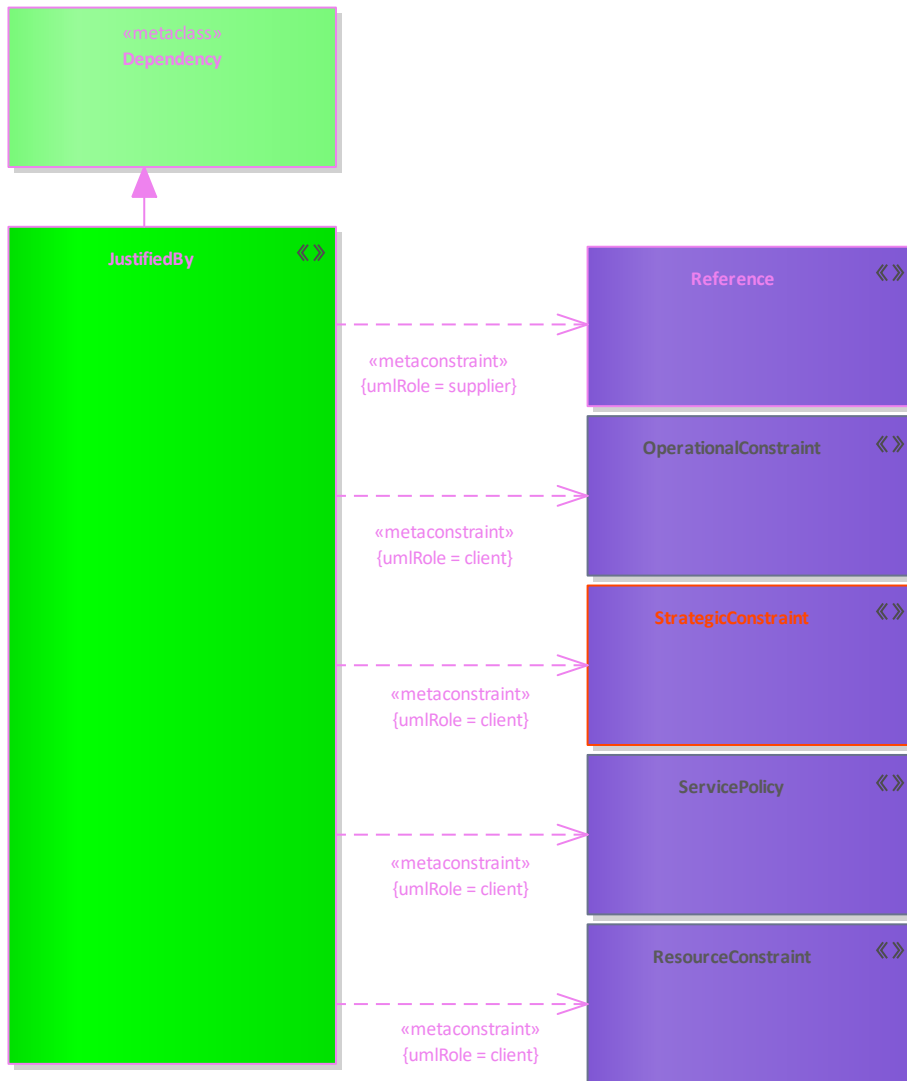 «metaclass»
Dependency
JustifiedBy
«»
Reference
«»
«metaconstraint»
{umlRole = supplier}
OperationalConstraint
«»
«metaconstraint»
{umlRole = client}
StrategicConstraint
«»
«metaconstraint»
{umlRole = client}
ServicePolicy
«»
«metaconstraint»
{umlRole = client}
ResourceConstraint
«»
«metaconstraint»
{umlRole = client}